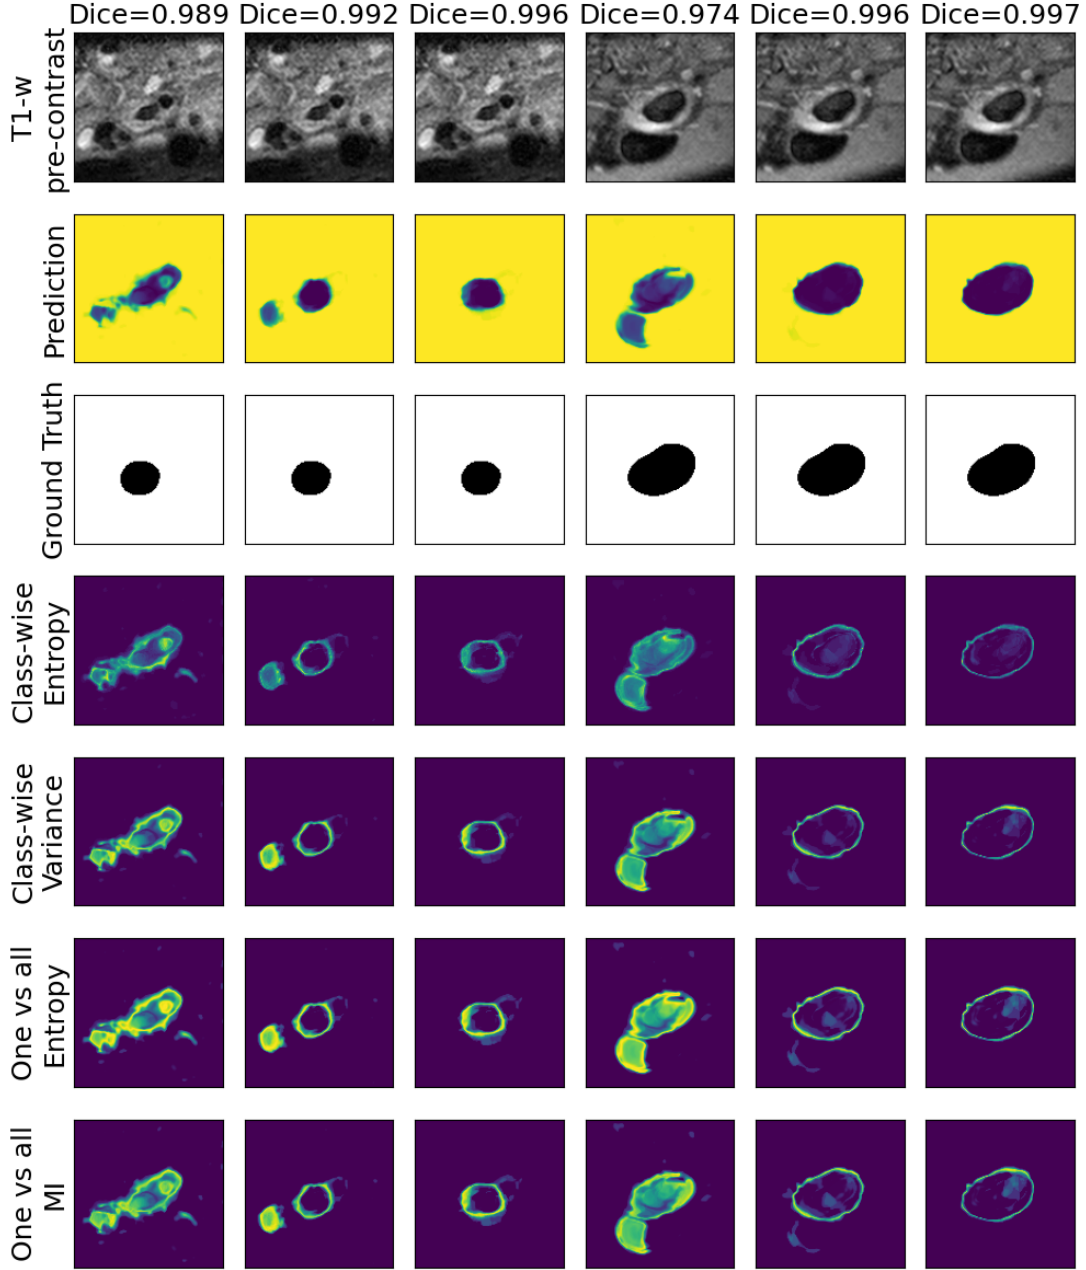 Dice=0.989 Dice=0.992 Dice=0.996 Dice=0.974 Dice=0.996 Dice=0.997
T1-w
pre-contrast
Prediction
Ground Truth
Class-wise
Entropy
Class-wise
Variance
One vs all
Entropy
One vs all
MI